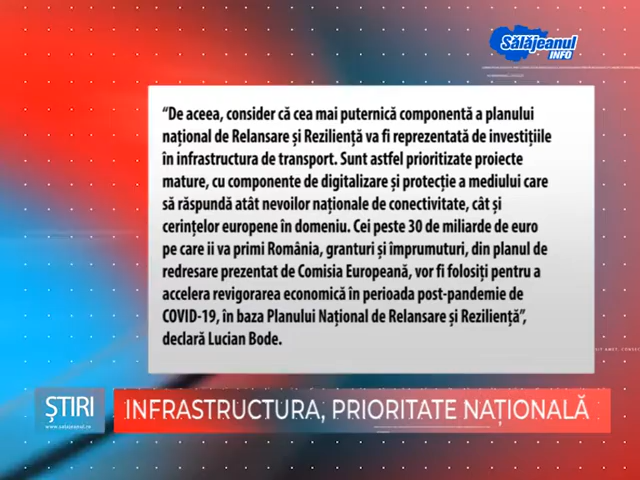 Sălăjeanul
INFO
“De aceea, consider că cea mai puternică componentă a planului
național de Relansare și Reziliență va fi reprezentată de investițiile
în infrastructura de transport. Sunt astfel prioritizate proiecte
mature, cu componente de digitalizare și protecție a mediului care
să răspundă atât nevoilor naționale de conectivitate, cât și
cerințelor europene în domeniu. Cei peste 30 de miliarde de euro
pe care ii va primi România, granturi și împrumuturi, din planul de
redresare prezentat de Comisia Europeană, vor fi folosiți pentru a
accelera revigorarea economică în perioada post-pandemie de
COVID-19, în baza Planului Național de Relansare și Reziliență”,
declară Lucian Bode.
ȘTIRI
www.salajeanul.ro
INFRASTRUCTURA, PRIORITATE NAȚIONALĂ